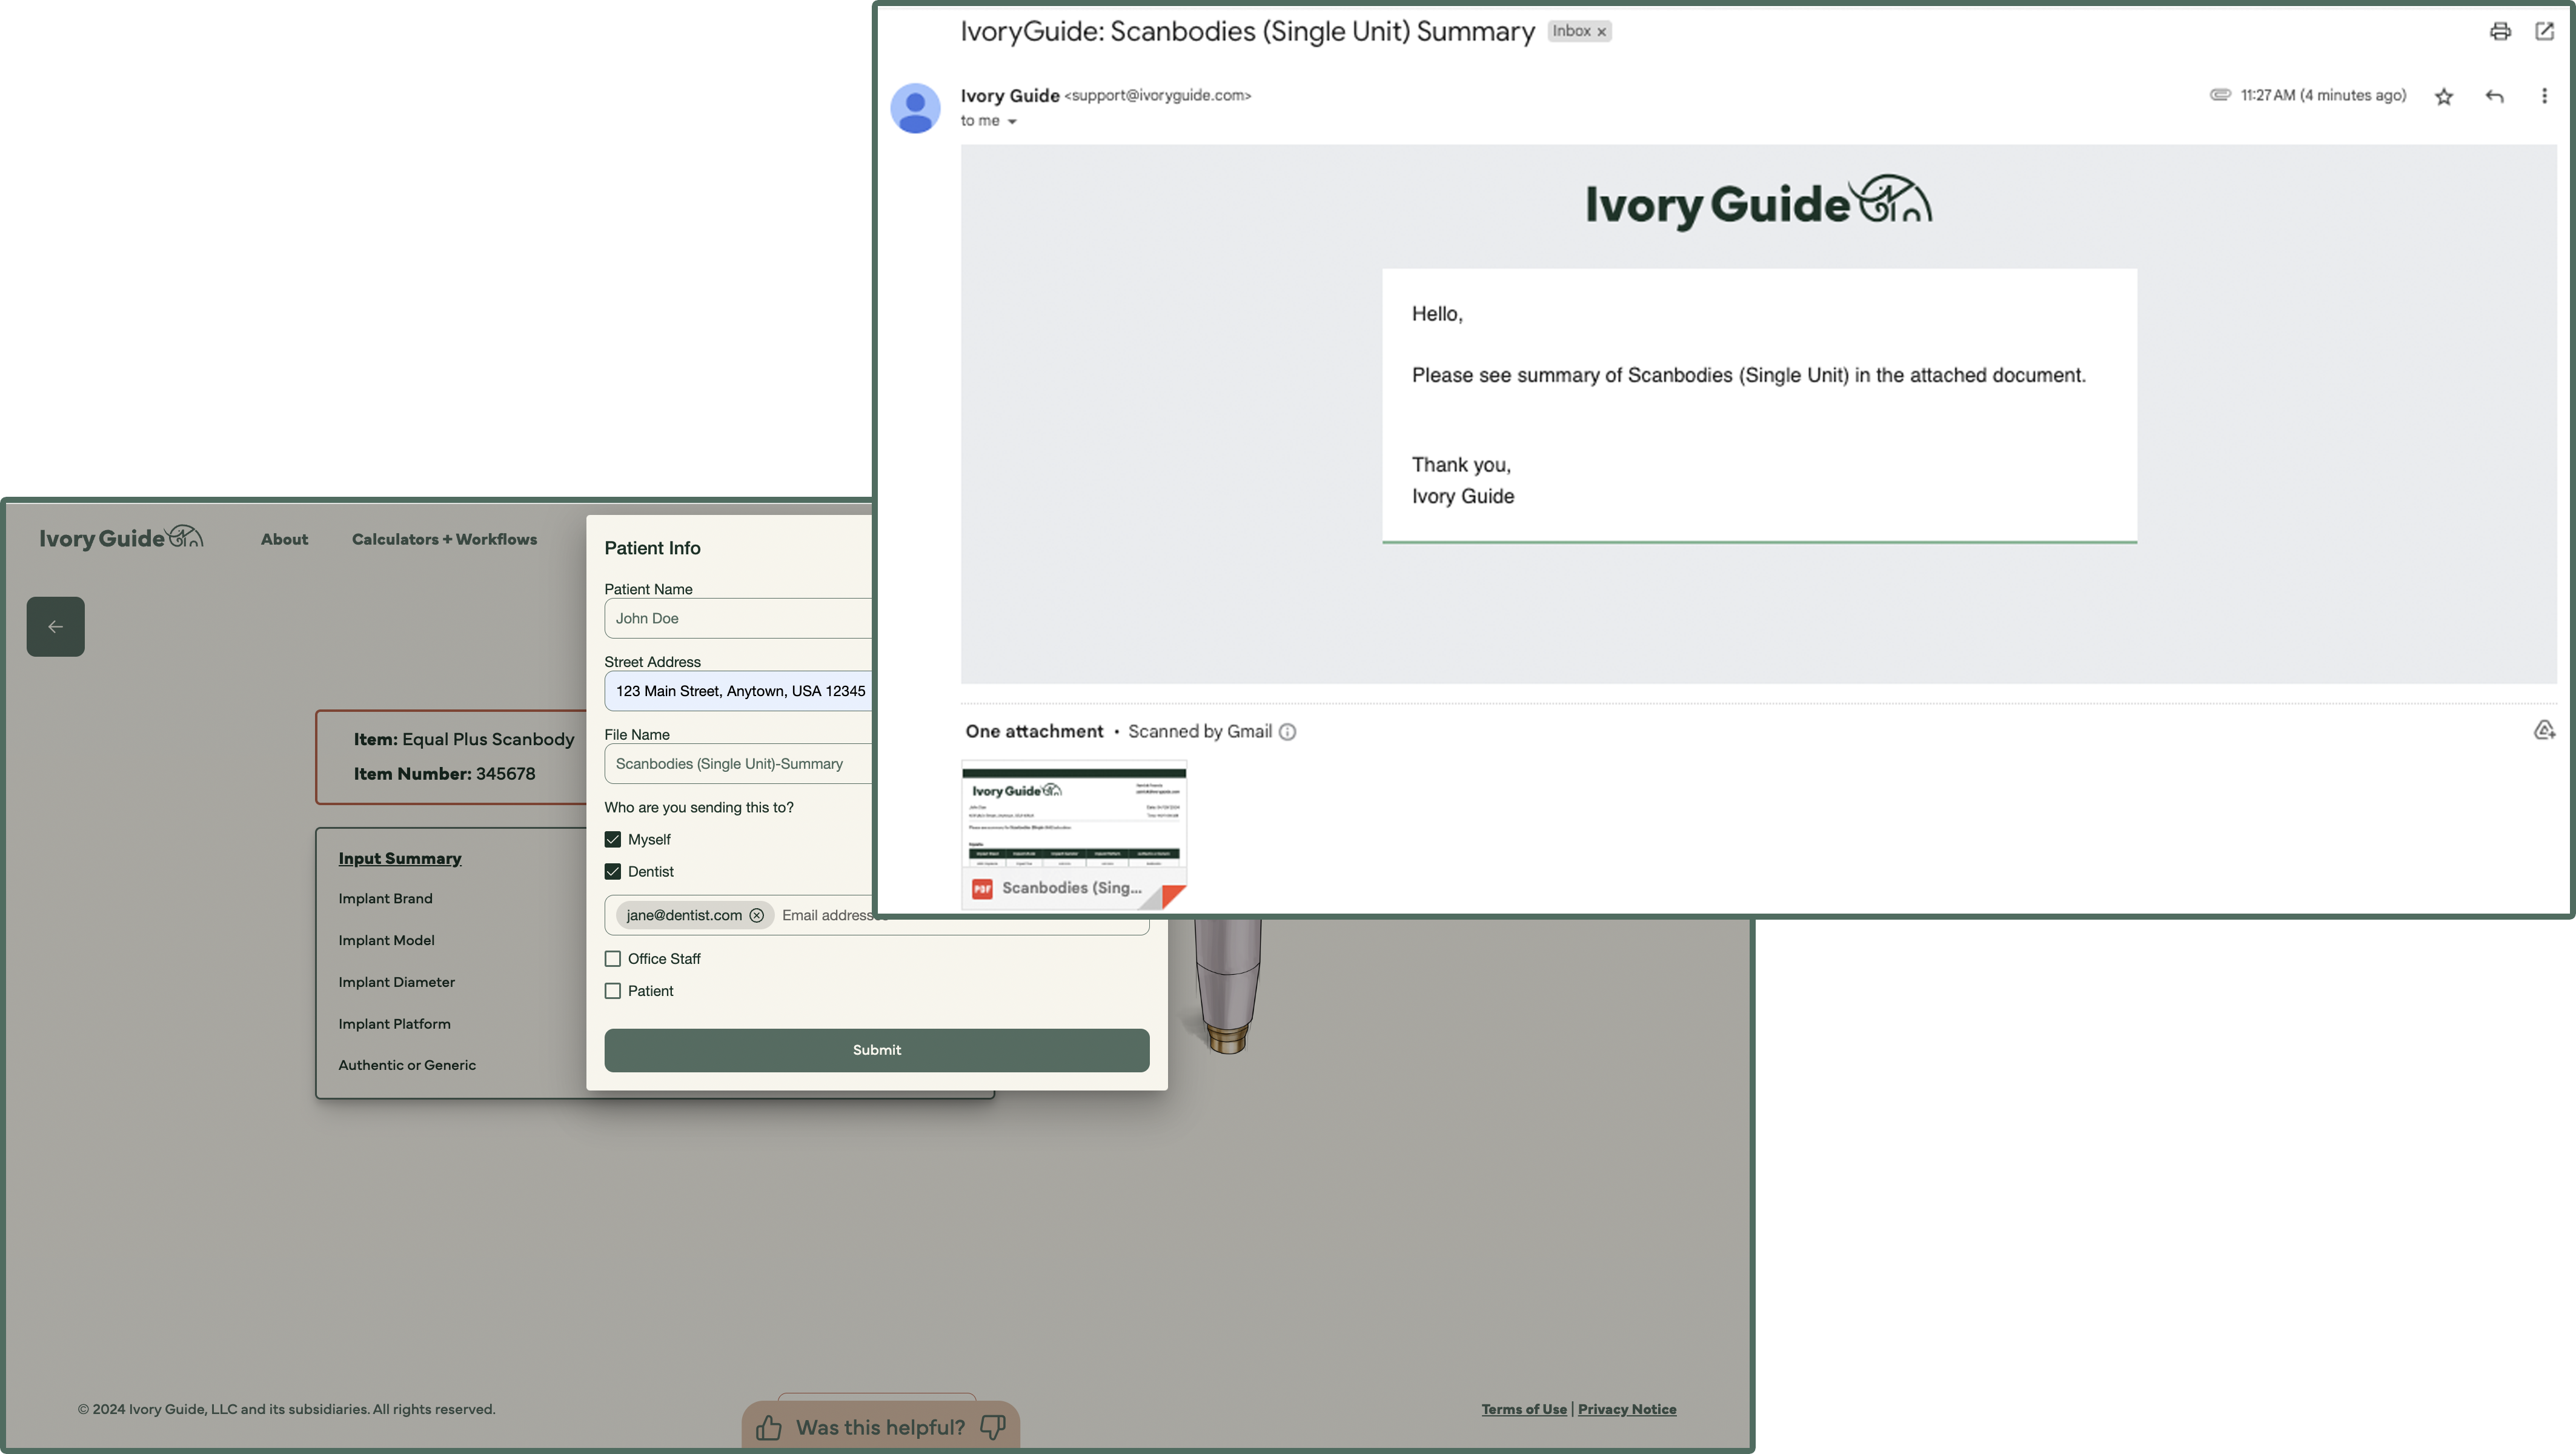 IvoryGuide: Scanbodies (Single Unit) Summary Inbox x
Ivory Guide <support@ivoryguide.com>
11:27 AM (4 minutes ago)
to me
Ivory Guide
Hello,
Please see summary of Scanbodies (Single Unit) in the attached document.
Thank you,
Ivory Guide
One attachment • Scanned by Gmail
Ivory Guide
John Doe
PDF Scanbodies (Sing...
Ivory Guide
About
Calculators + Workflows
Item: Equal Plus Scanbody
Item Number: 345678
Input Summary
Implant Brand
Implant Model
Implant Diameter
Implant Platform
Authentic or Generic
Patient Info
Patient Name
John Doe
Street Address
123 Main Street, Anytown, USA 12345
File Name
Scanbodies (Single Unit)-Summary
Who are you sending this to?
Myself
Dentist
jane@dentist.com Email address
Office Staff
Patient
Submit
© 2024 Ivory Guide, LLC and its subsidiaries. All rights reserved.
Was this helpful?
Terms of Use | Privacy Notice